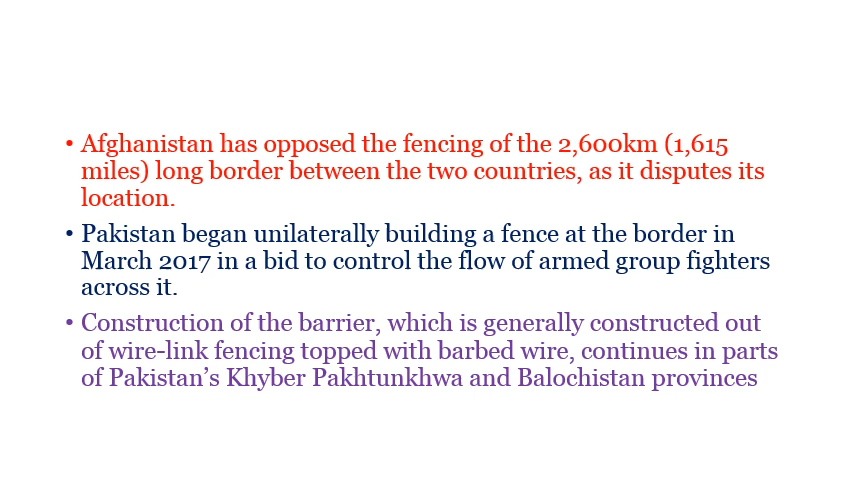 • Afghanistan has opposed the fencing of the 2,600km (1,615
miles) long border between the two countries, as it disputes its
location.
• Pakistan began unilaterally building a fence at the border in
March 2017 in a bid to control the flow of armed group fighters
across it.
• Construction of the barrier, which is generally constructed out
of wire-link fencing topped with barbed wire, continues in parts
of Pakistan’s Khyber Pakhtunkhwa and Balochistan provinces